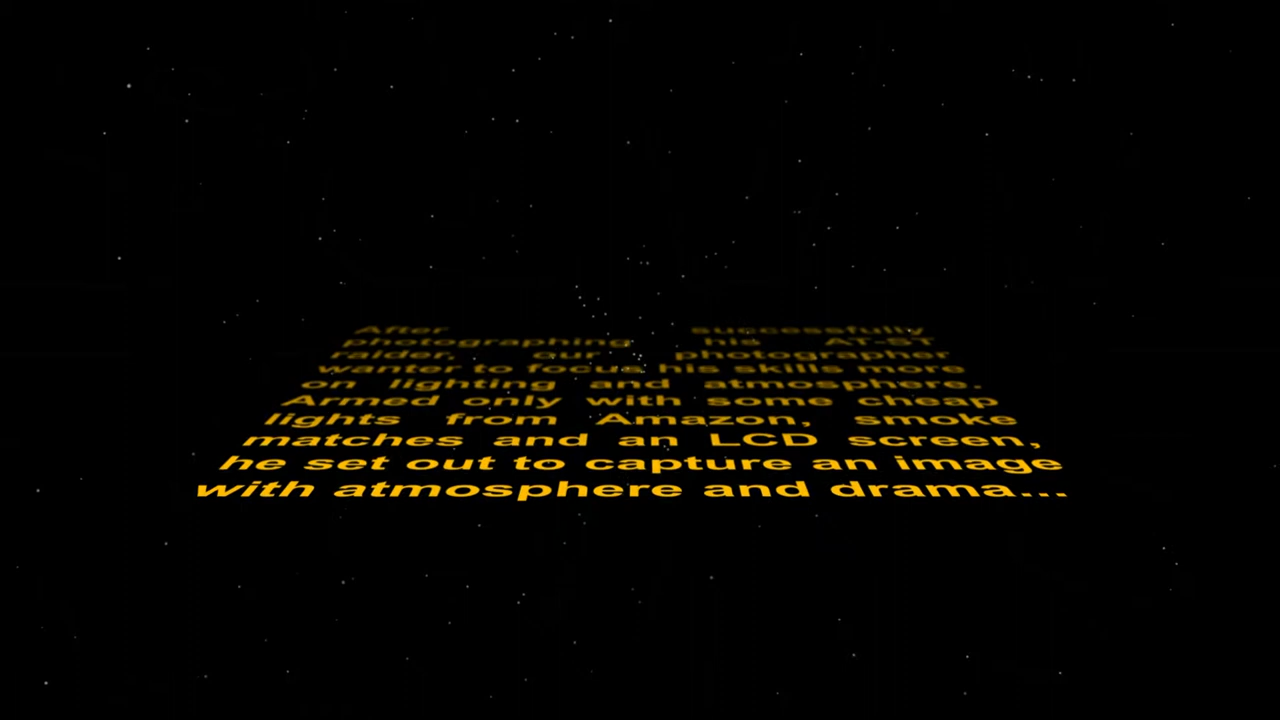 After successfully
photographing his AT-ST
raider, our photographer
wanter to focus his skills more
on lighting and atmosphere.
Armed only with some cheap
lights from Amazon, smoke
matches and an LCD screen,
he set out to capture an image
with atmosphere and drama...